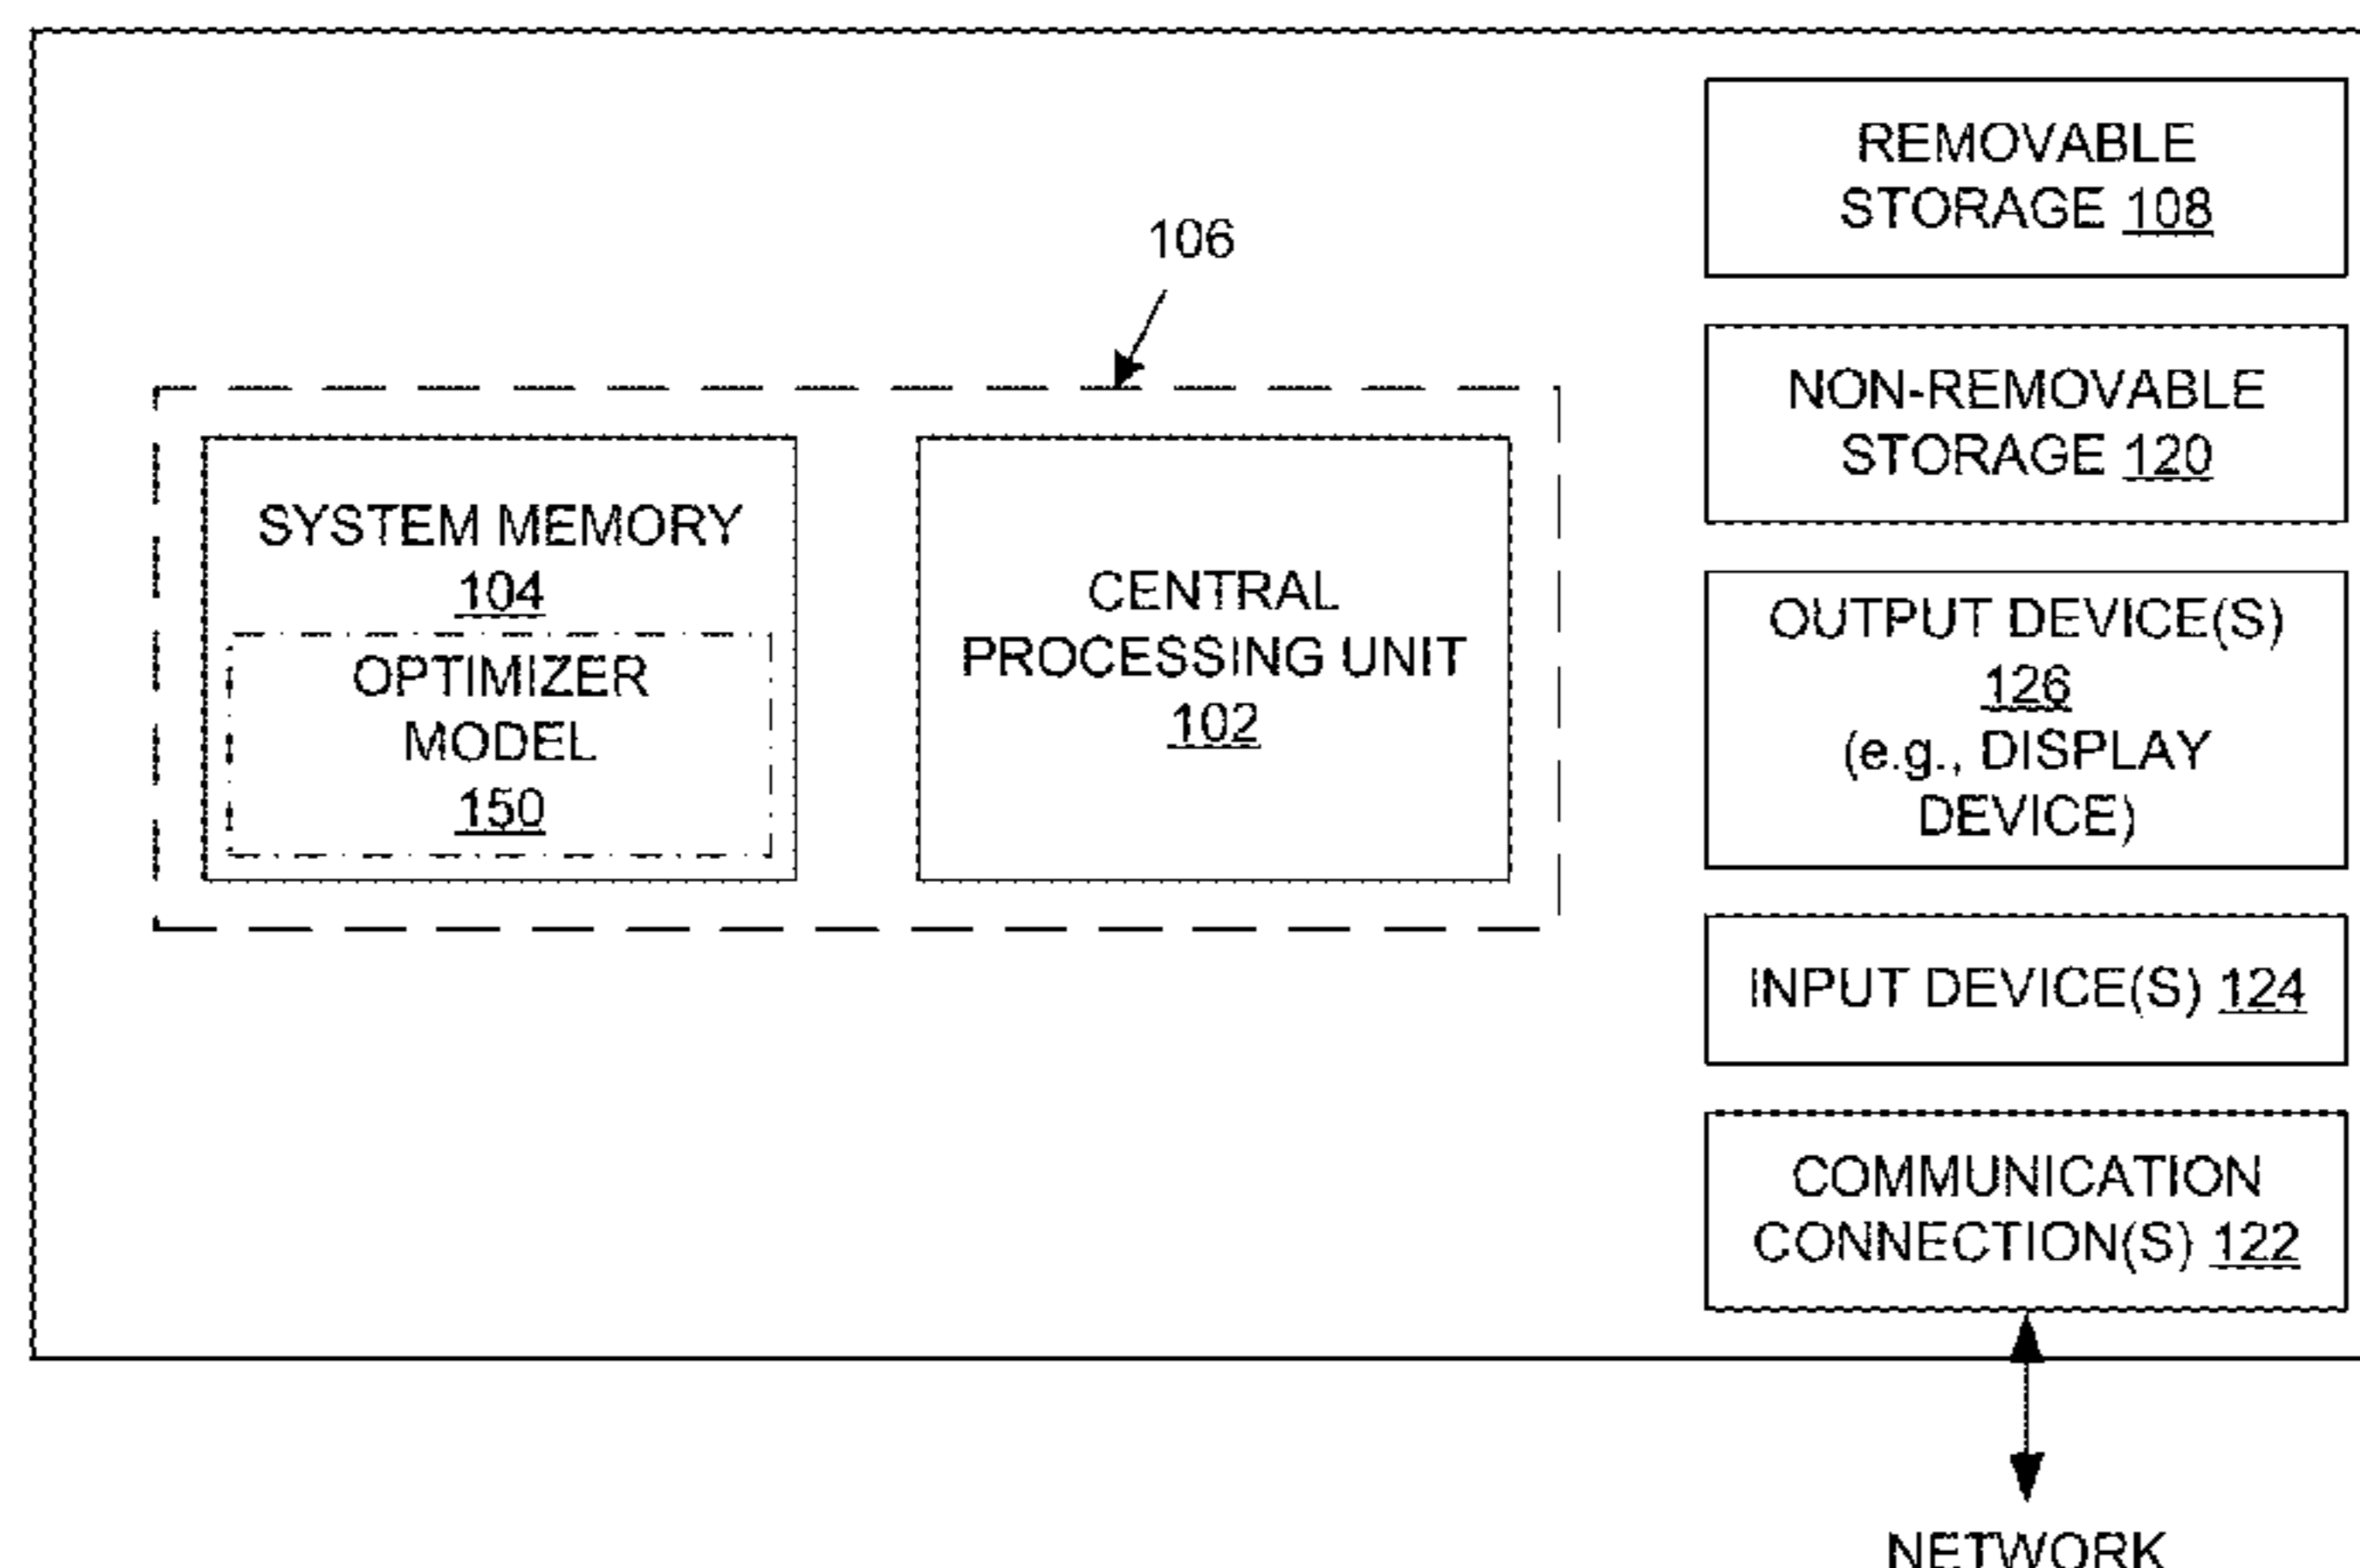 106
SYSTEM MEMORY
104
OPTIMIZER
MODEL
150
CENTRAL
PROCESSING UNIT
102
REMOVABLE
STORAGE 108
NON-REMOVABLE
STORAGE 120
OUTPUT DEVICE(S)
126
(e.g., DISPLAY
DEVICE)
INPUT DEVICE(S) 124
COMMUNICATION
CONNECTION(S) 122
NETWORK